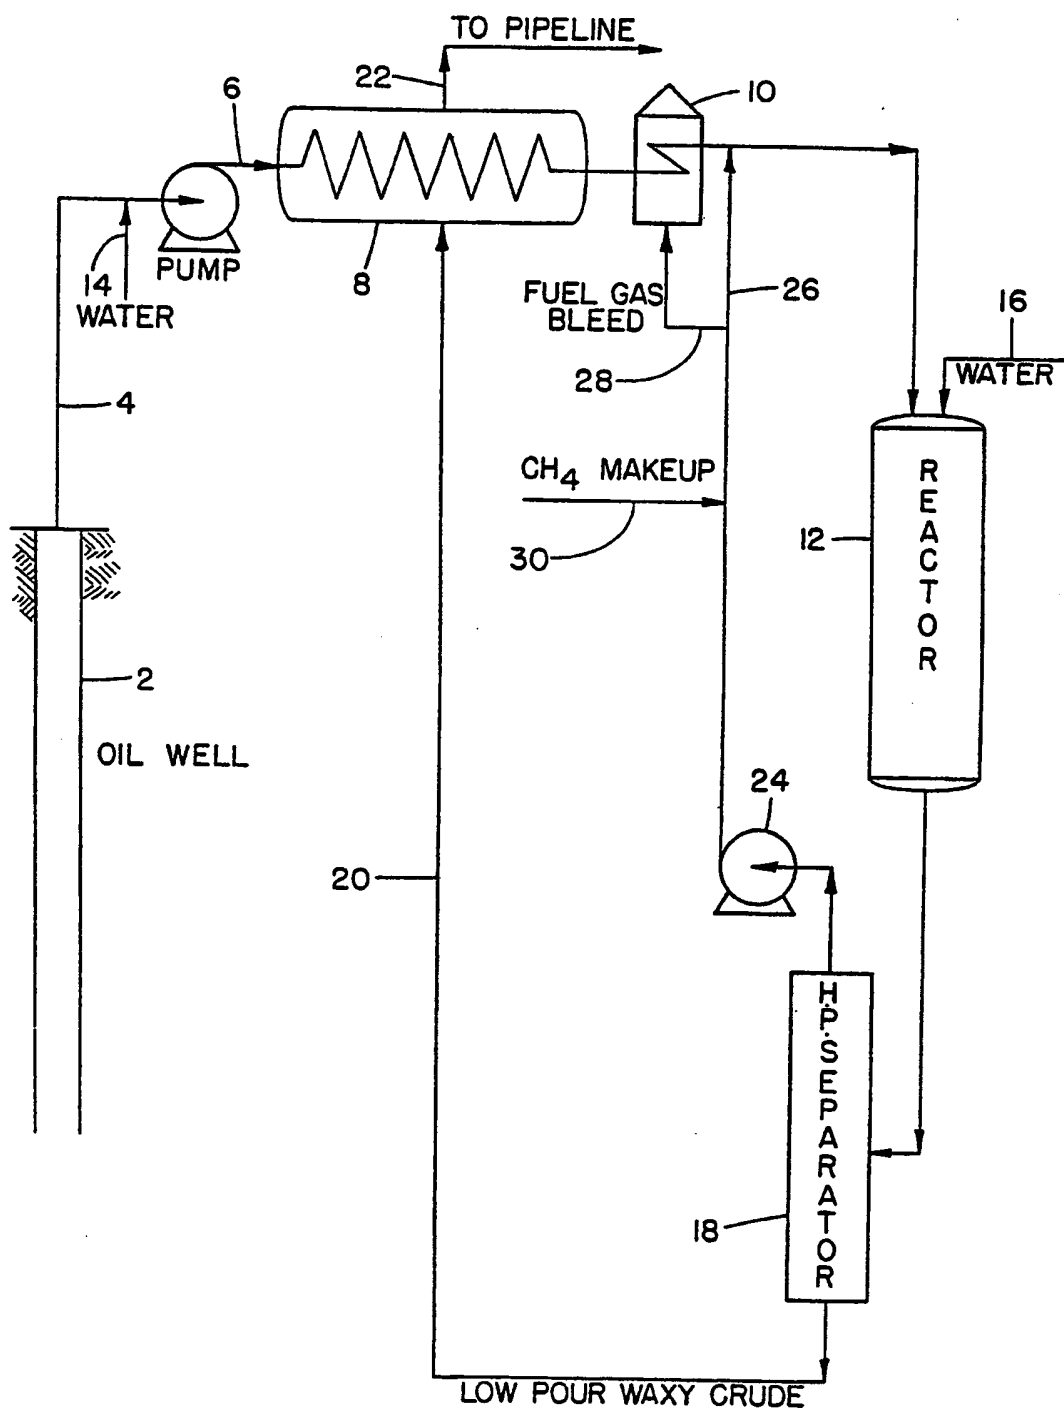 TO PIPELINE
22
6
10
14
WATER
PUMP
8
FUEL GAS
BLEED
26
16
WATER
28
4
CH4 MAKEUP
30
REACTOR
12
2
OIL WELL
24
20
H.P. SEPARATOR
18
LOW POUR WAXY CRUDE